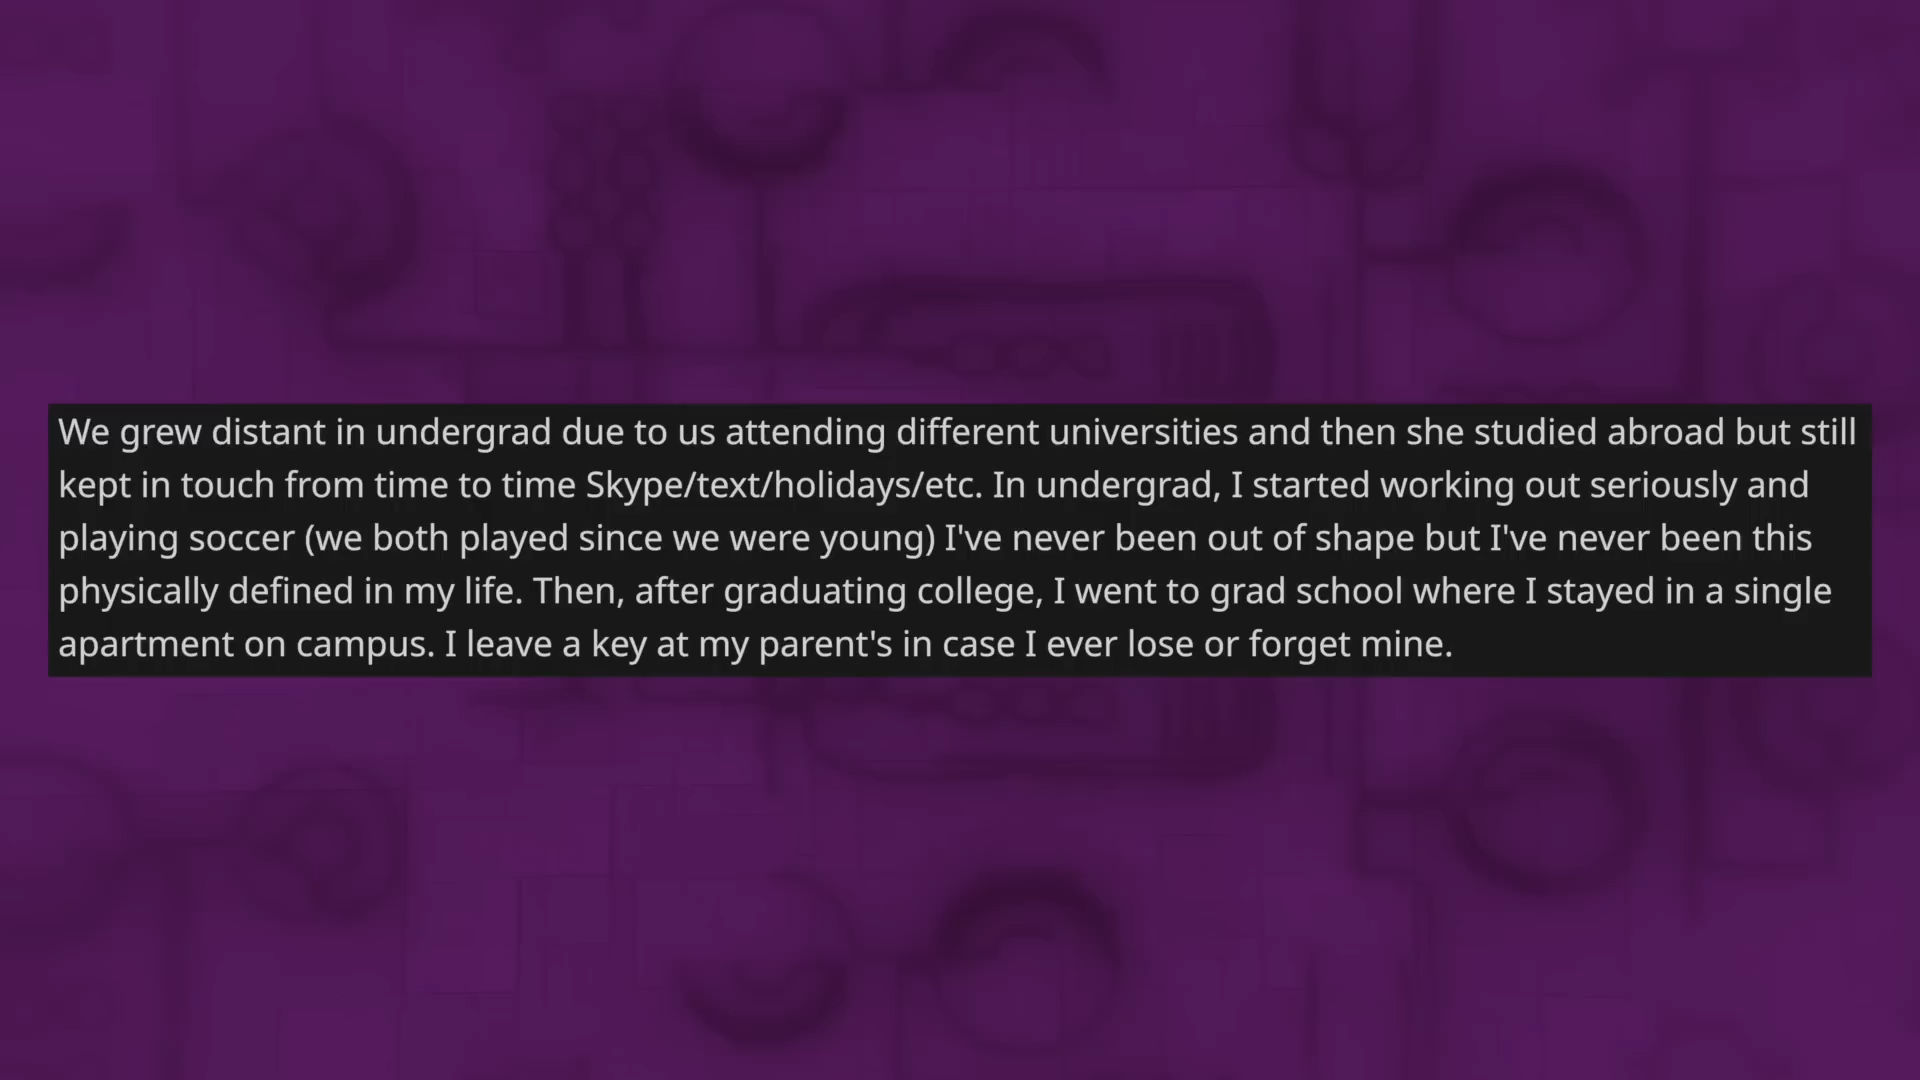 We grew distant in undergrad due to us attending different universities and then she studied abroad but still
kept in touch from time to time Skype/text/holidays/etc. In undergrad, I started working out seriously and
playing soccer (we both played since we were young) I've never been out of shape but I've never been this
physically defined in my life. Then, after graduating college, I went to grad school where I stayed in a single
apartment on campus. I leave a key at my parent's in case I ever lose or forget mine.